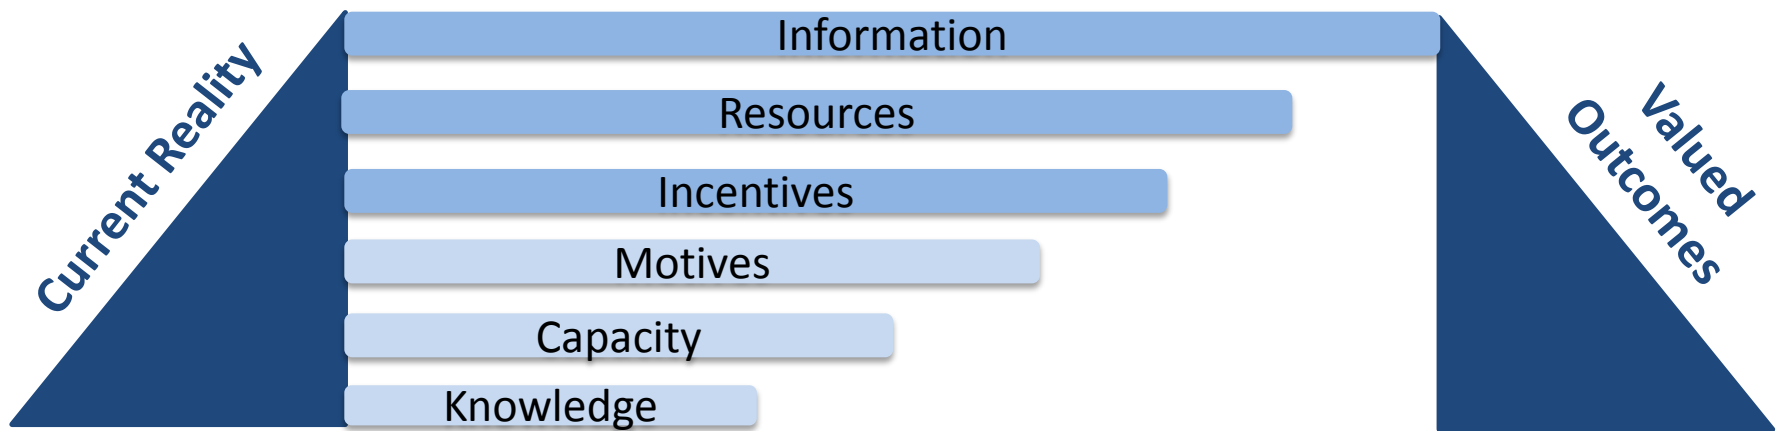 Current Reality
Information
Resources
Incentives
Motives
Capacity
Knowledge
Valued
Outcomes